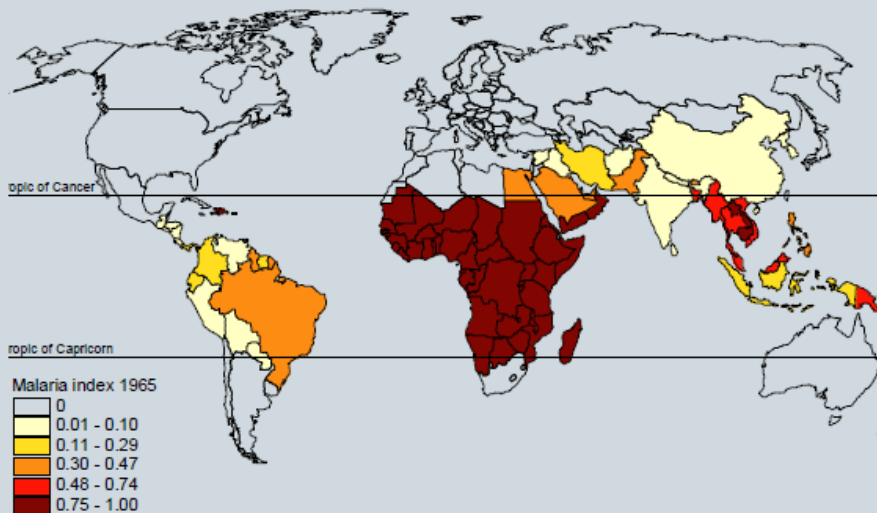 opic of Cancer
ropic of Capricorn
Malaria index 1965
0
0.01 - 0.10
0.11 - 0.29
0.30 - 0.47
0.48 - 0.74
0.75 - 1.00